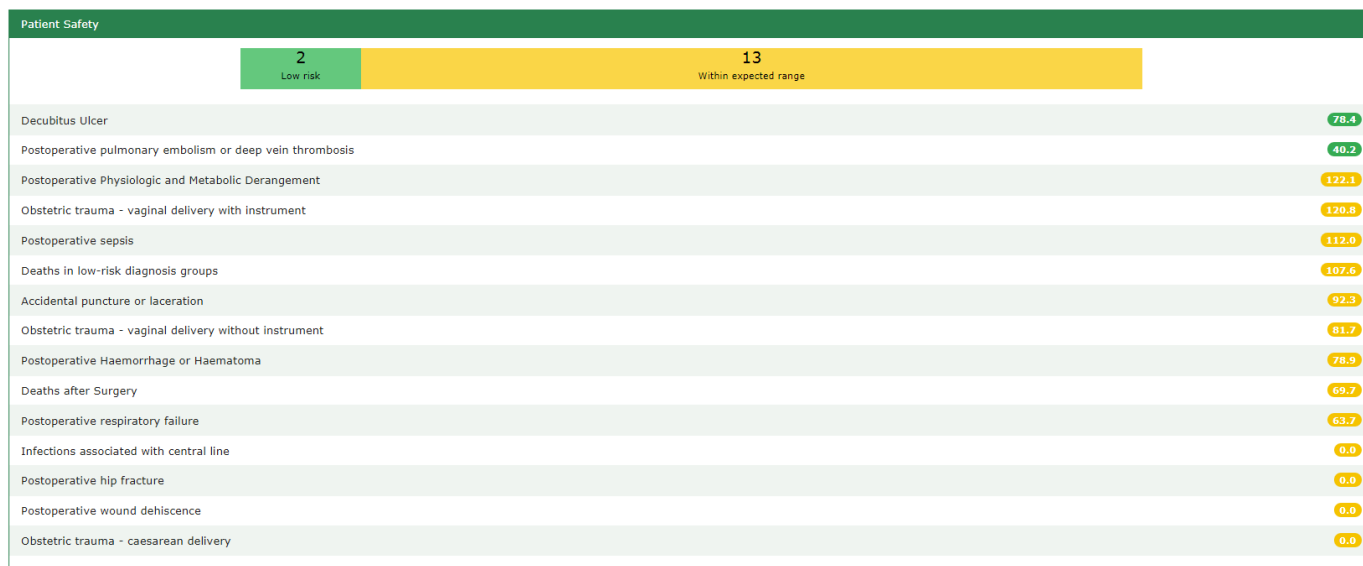 Patient Safety
2 13
Low risk Within expected range
Decubitus Ulcer 78.4
Postoperative pulmonary embolism or deep vein thrombosis 40.2
Postoperative Physiologic and Metabolic Derangement 122.1
Obstetric trauma - vaginal delivery with instrument 120.8
Postoperative sepsis 112.0
Deaths in low-risk diagnosis groups 107.6
Accidental puncture or laceration 92.3
Obstetric trauma - vaginal delivery without instrument 81.7
Postoperative Haemorrhage or Haematoma 78.9
Deaths after Surgery 69.7
Postoperative respiratory failure 63.7
Infections associated with central line 0.0
Postoperative hip fracture 0.0
Postoperative wound dehiscence 0.0
Obstetric trauma - caesarean delivery 0.0